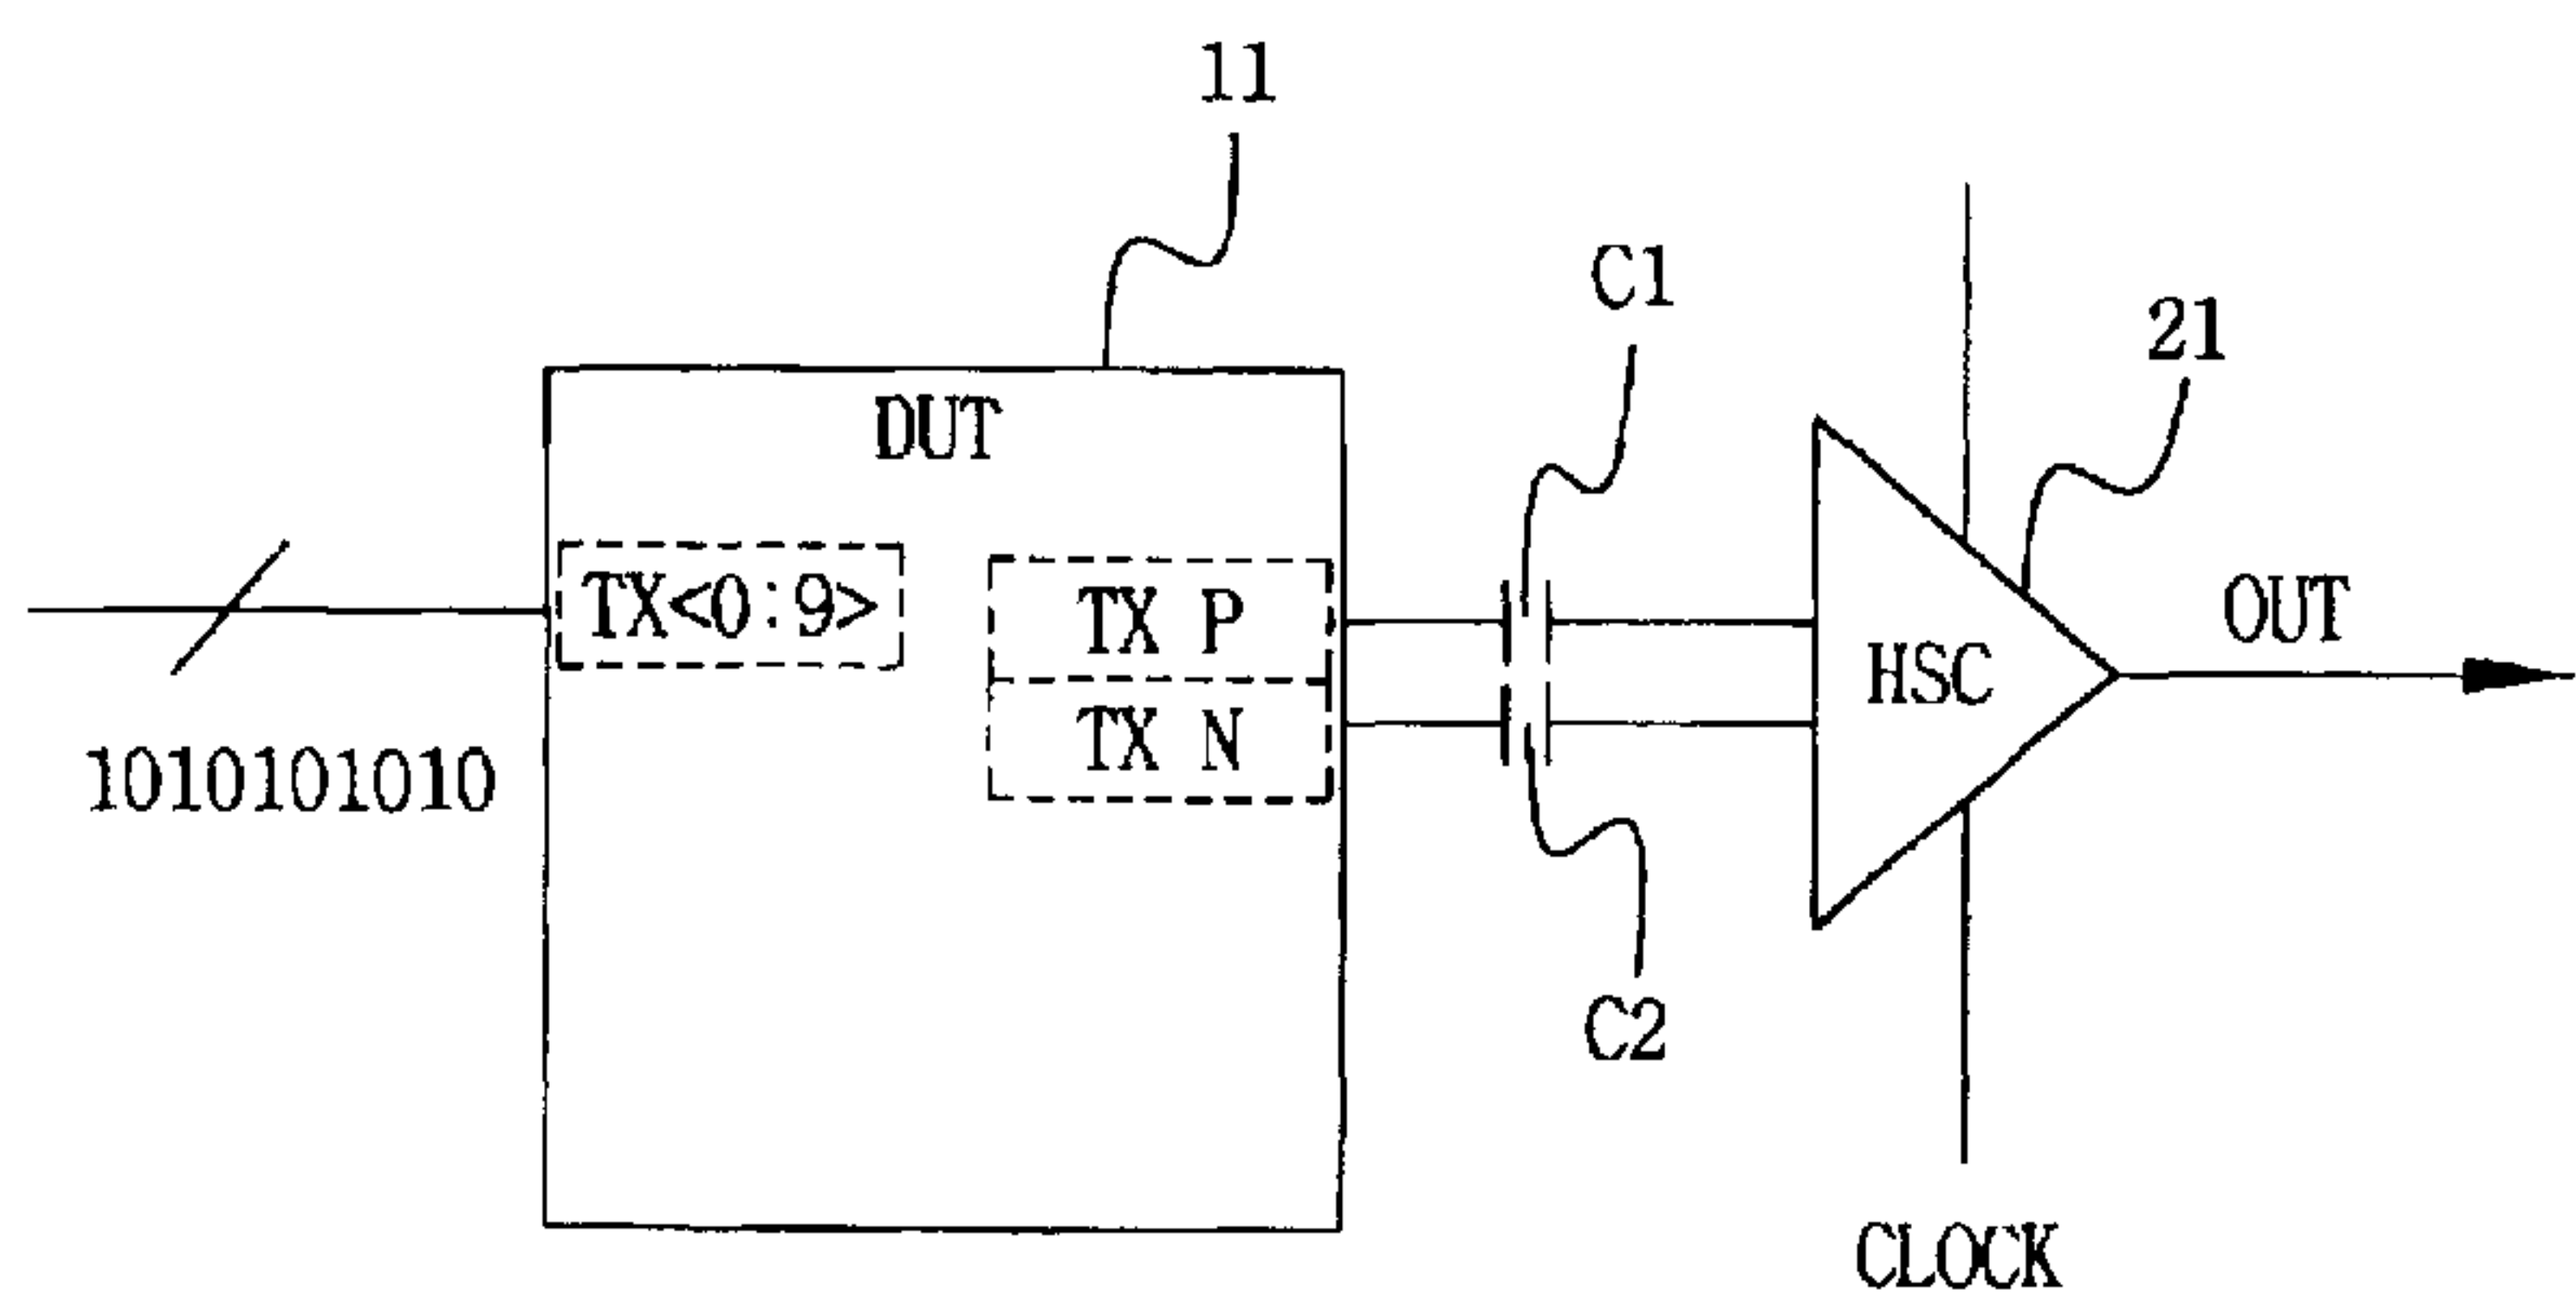 11
C1
21
DUT
TX<0:9>
TX P
TX N
HSC
OUT
1010101010
C2
CLOCK